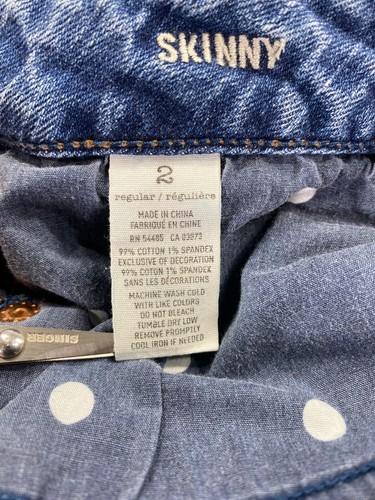 SKINNY
2
regular / régulière
MADE IN CHINA
FABRIQUÉ EN CHINE
RN 54485 CA 03973
99% COTTON 1% SPANDEX
EXCLUSIVE OF DECORATION
99% COTON 1% SPANDEX
SANS LES DÉCORATIONS
MACHINE WASH COLD
WITH LIKE COLORS
DO NOT BLEACH
TUMBLE DRY LOW
REMOVE PROMPTLY
COOL IRON IF NEEDED
SINGER